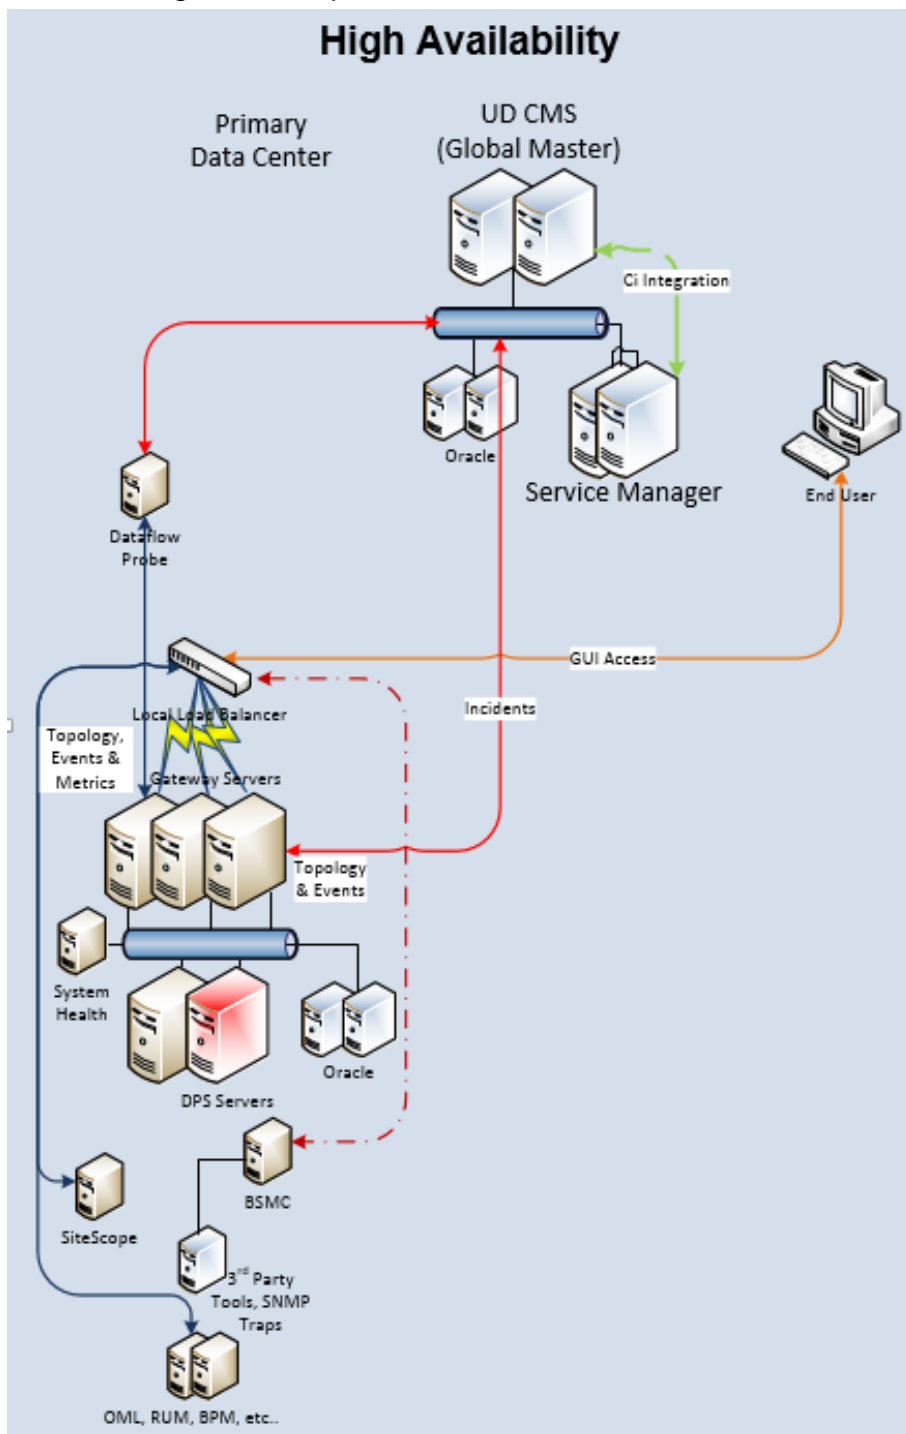 High Availability
Primary
Data Center
UD CMS
(Global Master)
Ci Integration
Oracle
Service Manager
End User
Dataflow
Probe
GUI Access
Local Load Balancer
Incidents
Topology,
Events &
Metrics
Gateway Servers
Topology
& Events
System
Health
Oracle
DPS Servers
BSMC
SiteScope
3rd Party
Tools, SNMP
Traps
OML, RUM, BPM, etc..